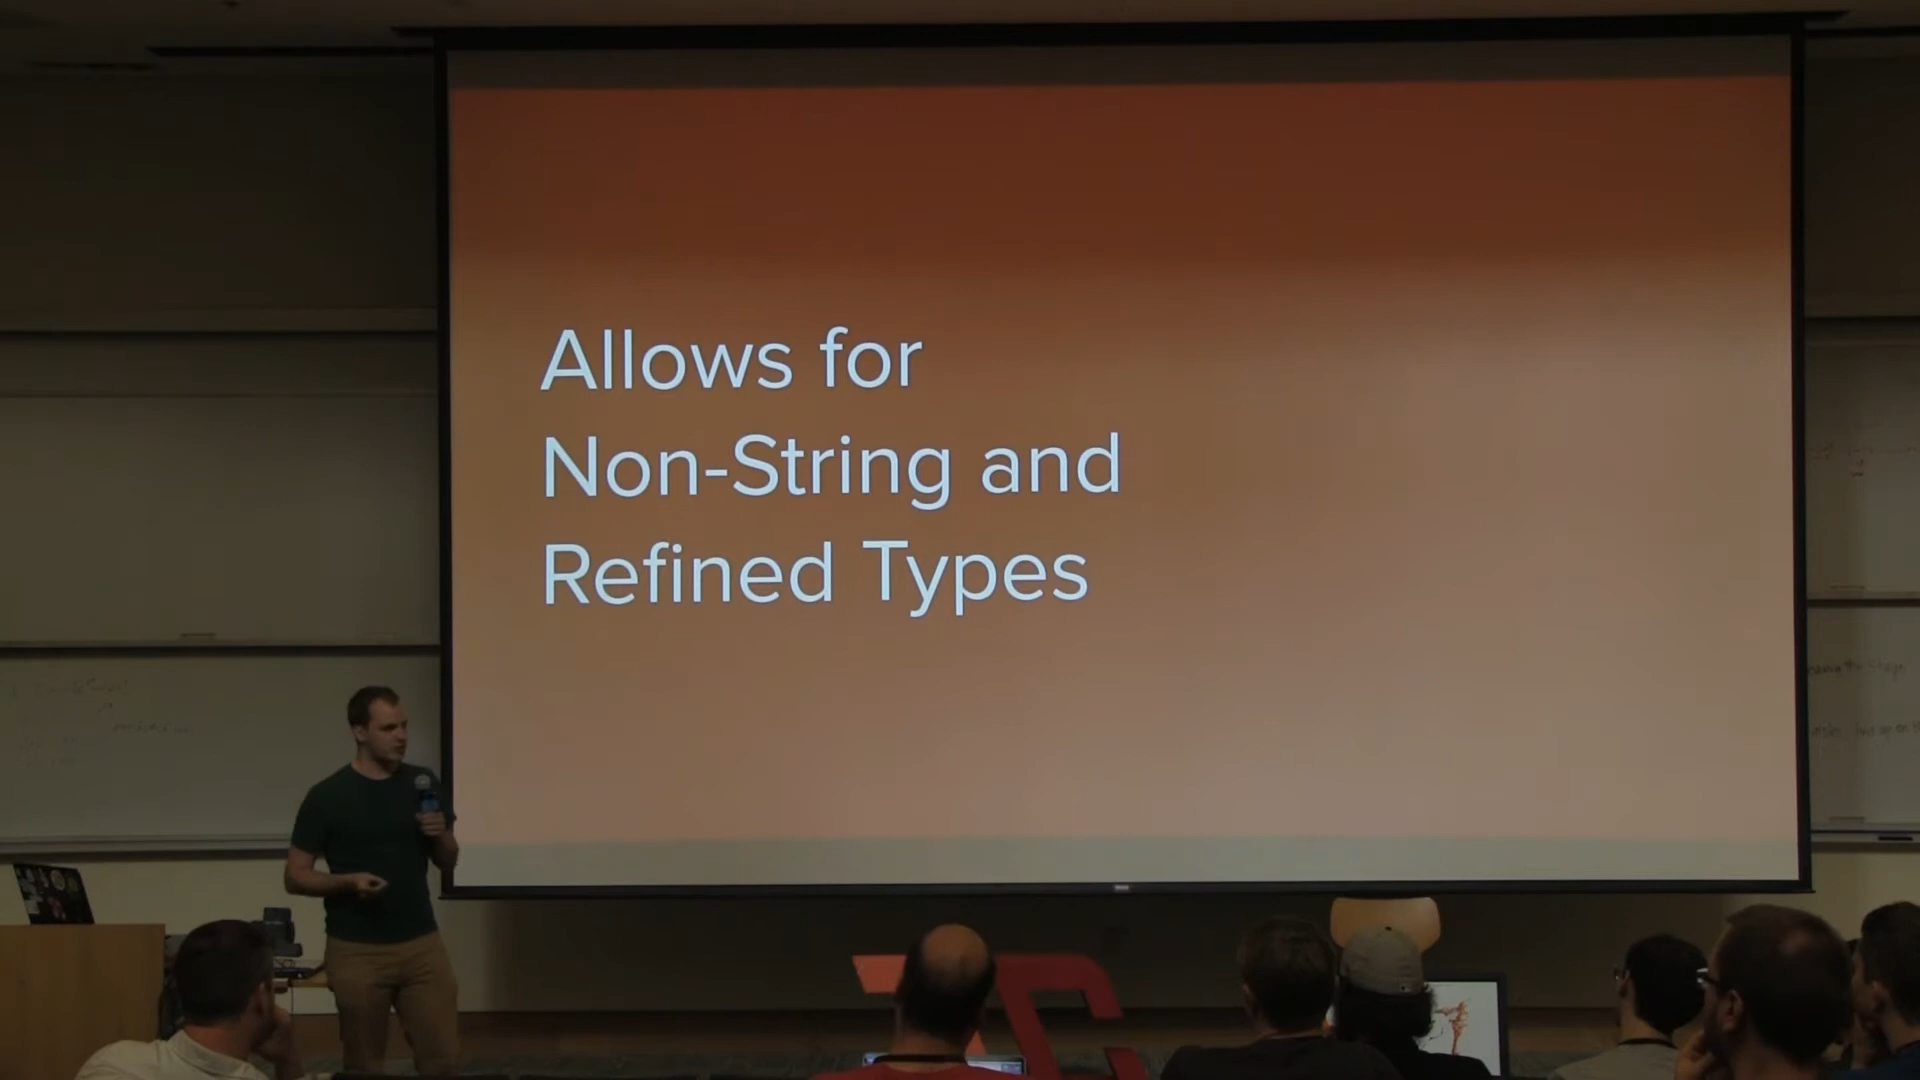 Allows for
Non-String and
Refined Types